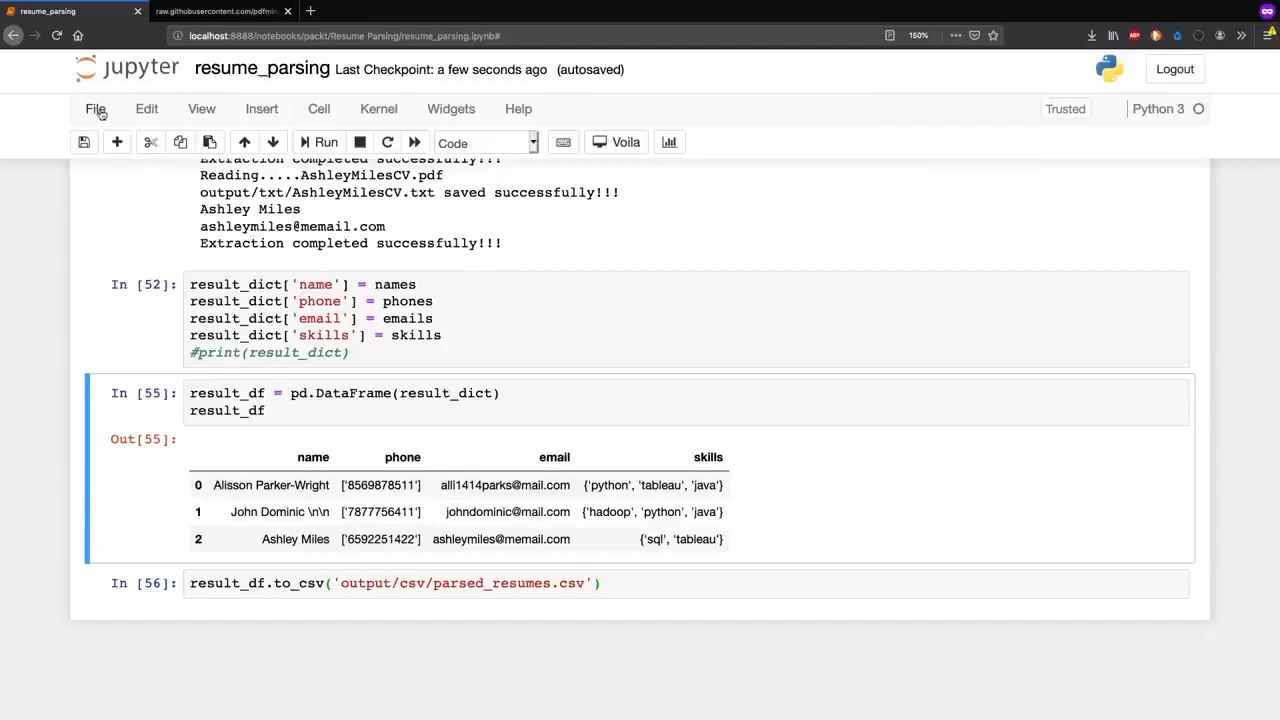 resume_parsing
raw.githubusercontent.com/pdfmin
localhost:8888/notebooks/packt/Resume Parsing/resume_parsing.ipynb#
150%
jupyter resume_parsing Last Checkpoint: a few seconds ago (autosaved)
Logout
File Edit View Insert Cell Kernel Widgets Help
Trusted
Python 3
Run
Code
Voila
Extraction completed successfully!!!
Reading.....AshleyMilesCV.pdf
output/txt/AshleyMilesCV.txt saved successfully!!!
Ashley Miles
ashleymiles@memail.com
Extraction completed successfully!!!
In [52]: result_dict['name'] = names
result_dict['phone'] = phones
result_dict['email'] = emails
result_dict['skills'] = skills
#print(result_dict)
In [55]: result_df = pd.DataFrame(result_dict)
result_df
Out[55]:
name phone email skills
0 Alisson Parker-Wright ['8569878511'] alli1414parks@mail.com {'python', 'tableau', 'java'}
1 John Dominic \n\n ['7877756411'] johndominic@mail.com {'hadoop', 'python', 'java'}
2 Ashley Miles ['6592251422'] ashleymiles@memail.com {'sql', 'tableau'}
In [56]: result_df.to_csv('output/csv/parsed_resumes.csv')